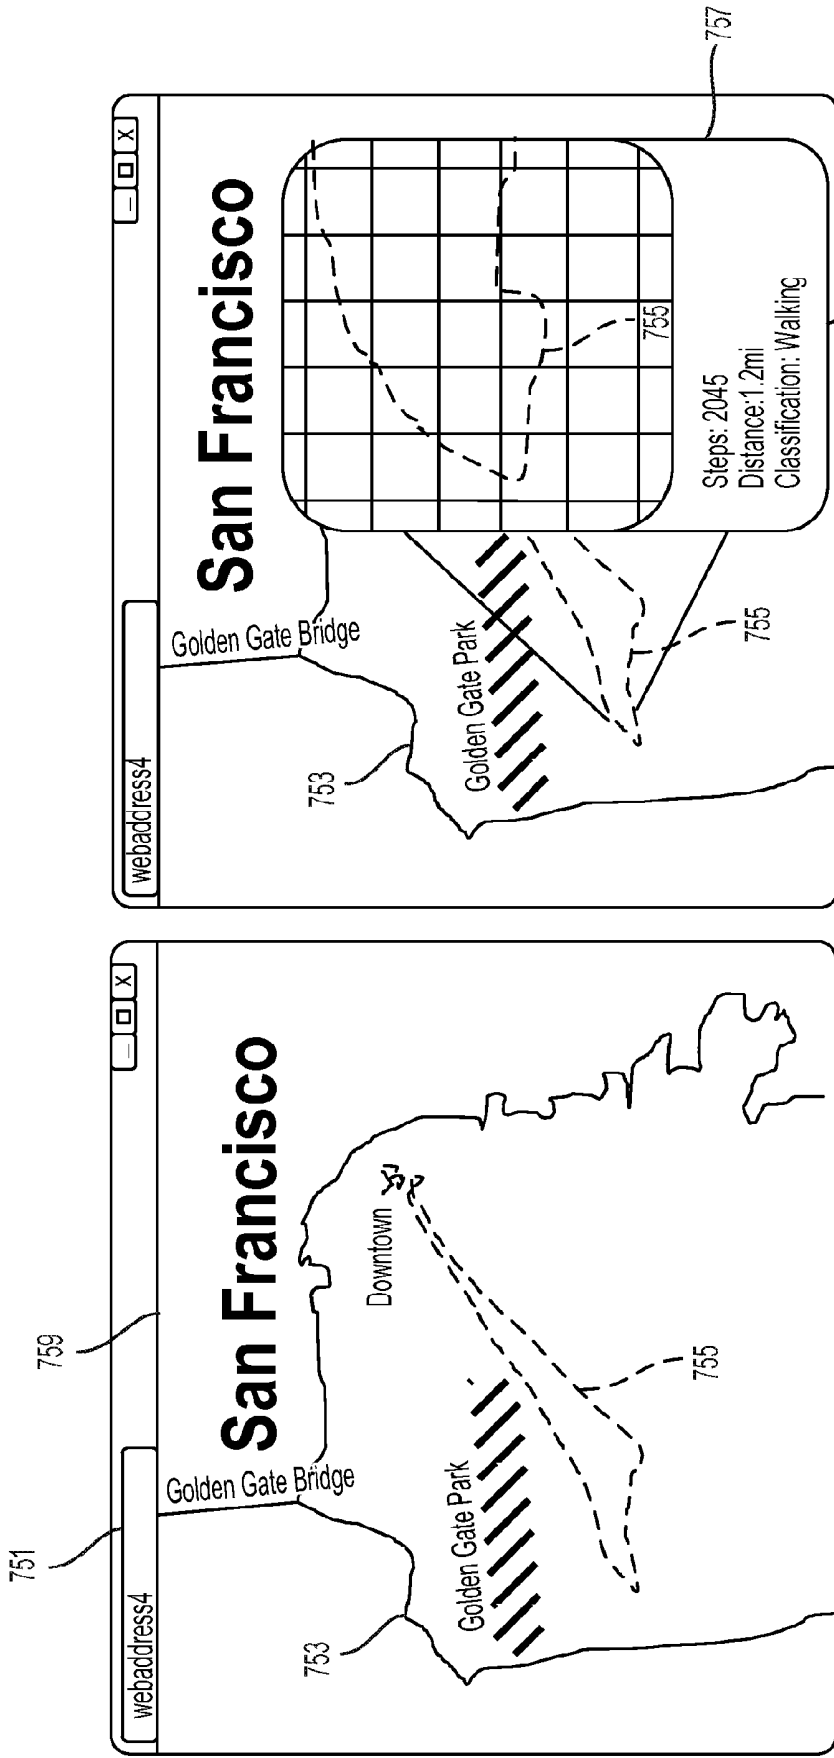 751
759
webaddress4
_ □ X
San Francisco
Golden Gate Bridge
753
Downtown
Golden Gate Park
755
webaddress4
_ □ X
San Francisco
Golden Gate Bridge
753
Golden Gate Park
755
755
Steps: 2045
Distance:1.2mi
Classification: Walking
757